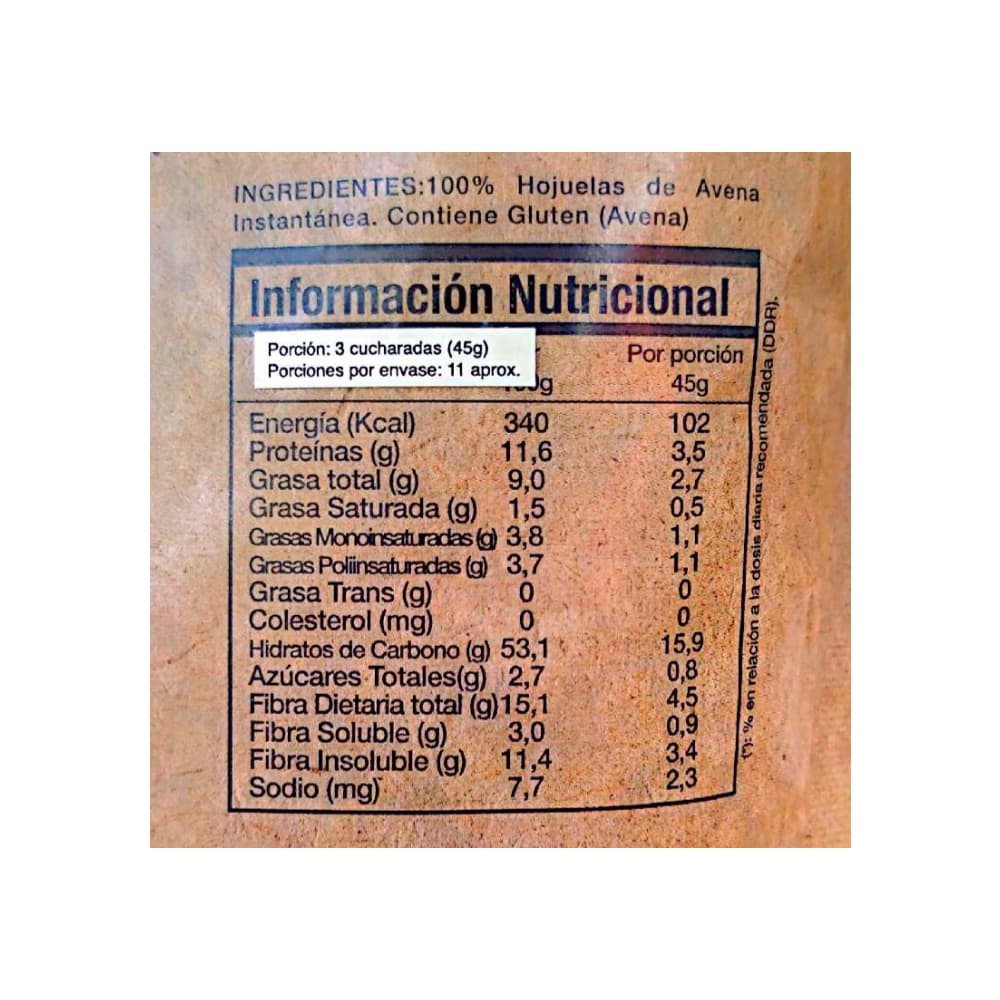 INGREDIENTES:100% Hojuelas de Avena
Instantánea. Contiene Gluten (Avena)
Información Nutricional
Porción: 3 cucharadas (45g)
Porciones por envase: 11 aprox.
Por porción
45g
Energía (Kcal) 340 102
Proteínas (g) 11,6 3,5
Grasa total (g) 9,0 2,7
Grasa Saturada (g) 1,5 0,5
Grasas Monoinsaturadas (g) 3,8 1,1
Grasas Poliinsaturadas (g) 3,7 1,1
Grasa Trans (g) 0 0
Colesterol (mg) 0 0
Hidratos de Carbono (g) 53,1 15,9
Azúcares Totales(g) 2,7 0,8
Fibra Dietaria total (g) 15,1 4,5
Fibra Soluble (g) 3,0 0,9
Fibra Insoluble (g) 11,4 3,4
Sodio (mg) 7,7 2,3
(*): % en relación a la dosis diaria recomendada (DDR).